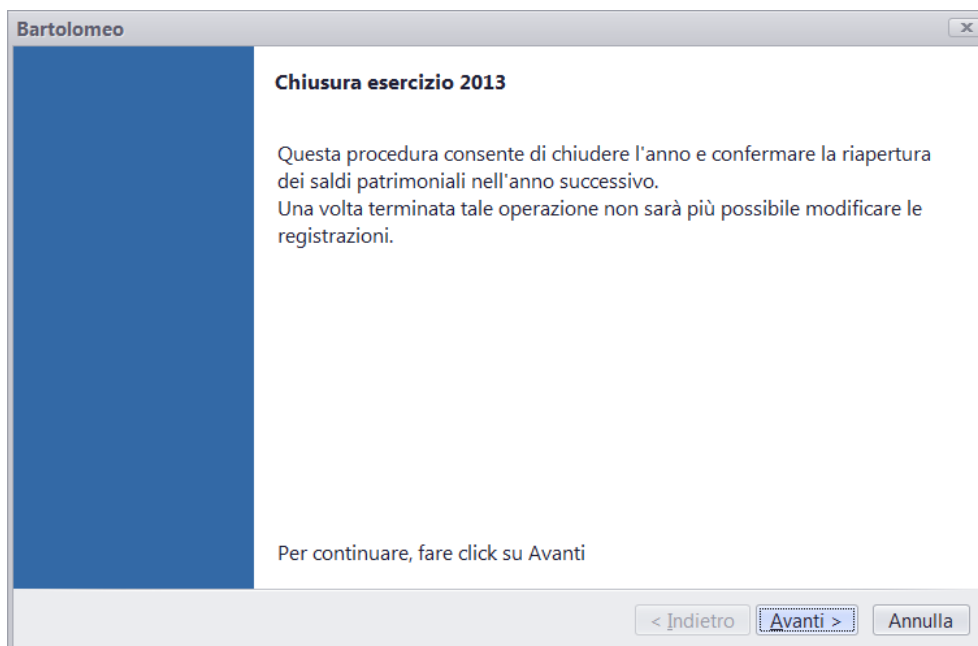 Bartolomeo
Chiusura esercizio 2013
Questa procedura consente di chiudere l'anno e confermare la riapertura
dei saldi patrimoniali nell'anno successivo.
Una volta terminata tale operazione non sarà più possibile modificare le
registrazioni.
Per continuare, fare click su Avanti
< Indietro Avanti > Annulla